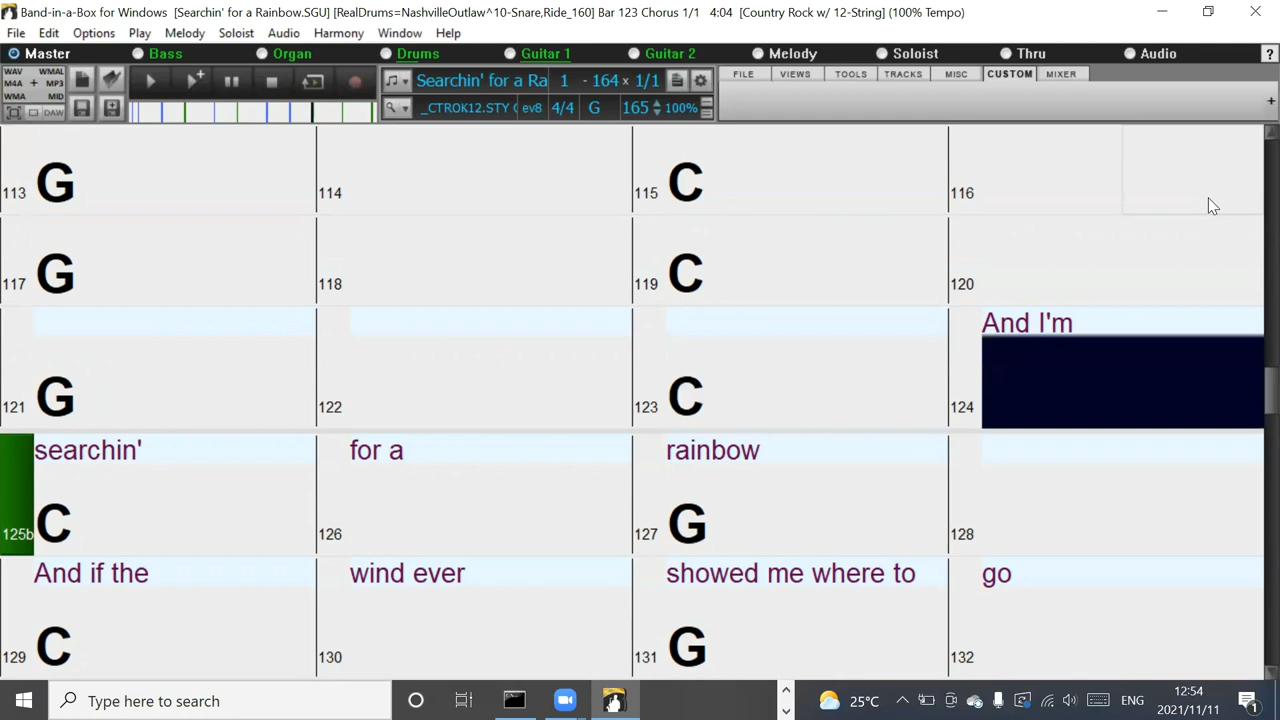 Band-in-a-Box for Windows [Searchin' for a Rainbow.SGU] [RealDrums=NashvilleOutlaw^10-Snare,Ride_160] Bar 123 Chorus 1/1 4:04 [Country Rock w/ 12-String] (100% Tempo)
File Edit Options Play Melody Soloist Audio Harmony Window Help
Master Bass Organ Drums Guitar 1 Guitar 2 Melody Soloist Thru Audio ?
WAV WMAL
M4A + MP3
WMA MID
DAW
Searchin' for a Ra 1 - 164 x 1/1
_CTROK12.STY ev8 4/4 G 165 100%
FILE VIEWS TOOLS TRACKS MISC CUSTOM MIXER
+
113 G 114 115 C 116
117 G 118 119 C 120
And I'm
121 G 122 123 C 124
searchin' for a rainbow
125b C 126 127 G 128
And if the wind ever showed me where to go
129 C 130 131 G 132
Type here to search
25°C ENG 12:54
2021/11/11
1